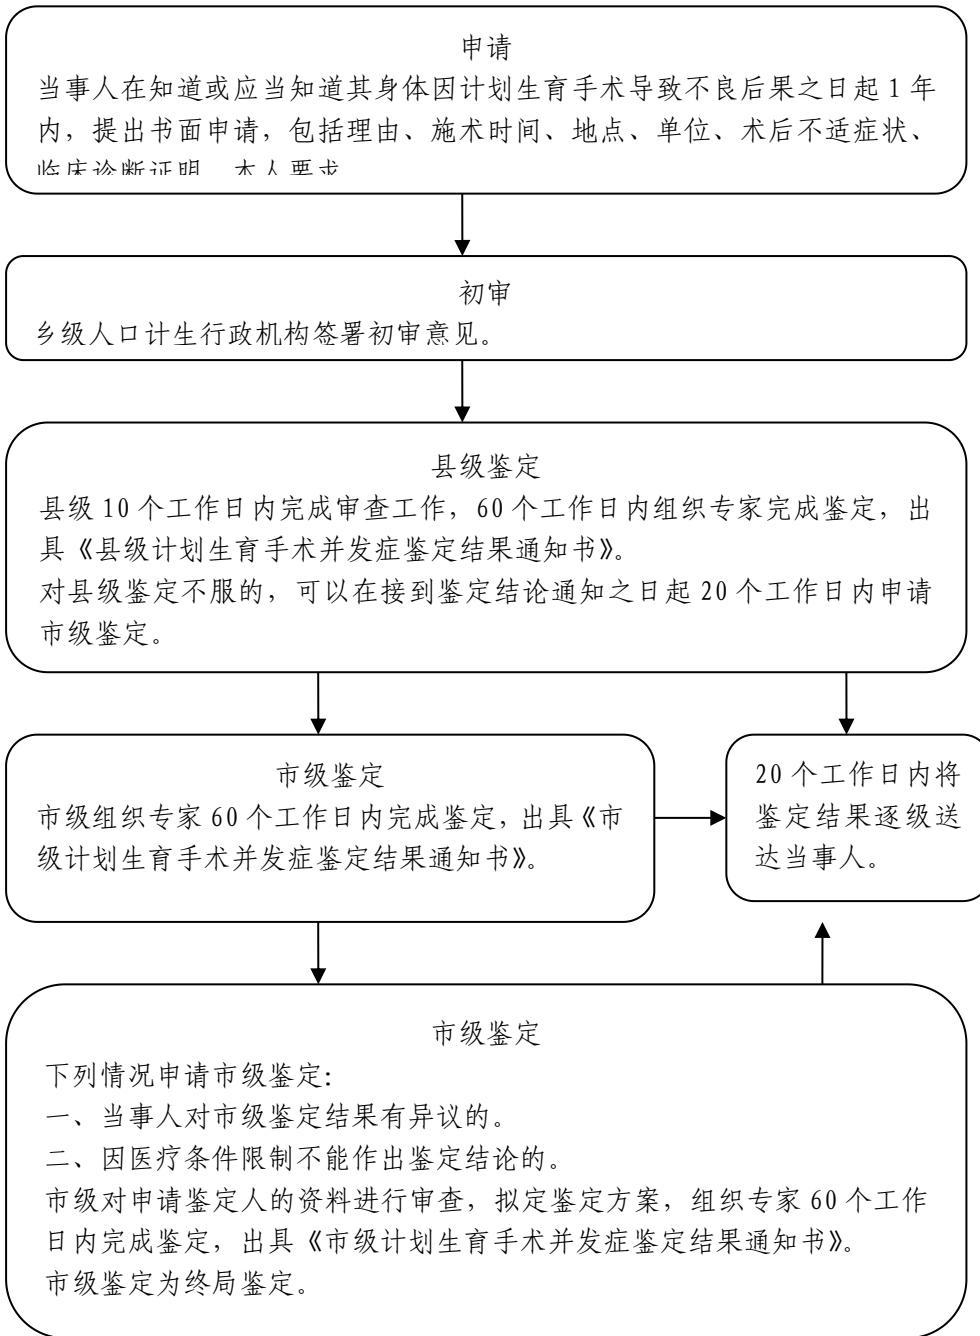 申请
当事人在知道或应当知道其身体因计划生育手术导致不良后果之日起 1 年
内，提出书面申请，包括理由、施术时间、地点、单位、术后不适症状、
临床诊断证明、本人要求
初审
乡级人口计生行政机构签署初审意见。
县级鉴定
县级 10 个工作日内完成审查工作，60 个工作日内组织专家完成鉴定，出
具《县级计划生育手术并发症鉴定结果通知书》。
对县级鉴定不服的，可以在接到鉴定结论通知之日起 20 个工作日内申请
市级鉴定。
市级鉴定
市级组织专家 60 个工作日内完成鉴定，出具《市
级计划生育手术并发症鉴定结果通知书》。
20 个工作日内将
鉴定结果逐级送
达当事人。
市级鉴定
下列情况申请市级鉴定：
一、当事人对市级鉴定结果有异议的。
二、因医疗条件限制不能作出鉴定结论的。
市级对申请鉴定人的资料进行审查，拟定鉴定方案，组织专家 60 个工作
日内完成鉴定，出具《市级计划生育手术并发症鉴定结果通知书》。
市级鉴定为终局鉴定。